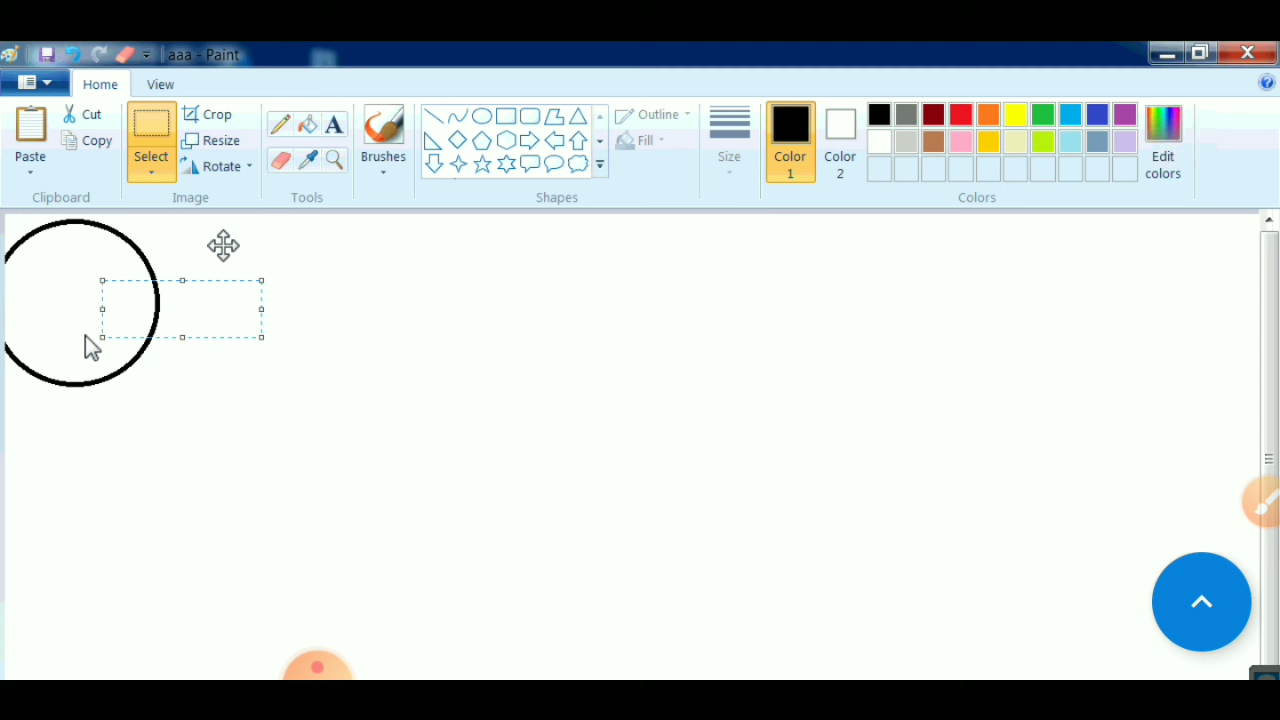 aaa - Paint
Home View
Paste
Cut
Copy
Clipboard
Select
Crop
Resize
Rotate
Image
A
Tools
Brushes
Shapes
Outline
Fill
Size
Color
1
Color
2
Edit
colors
Colors